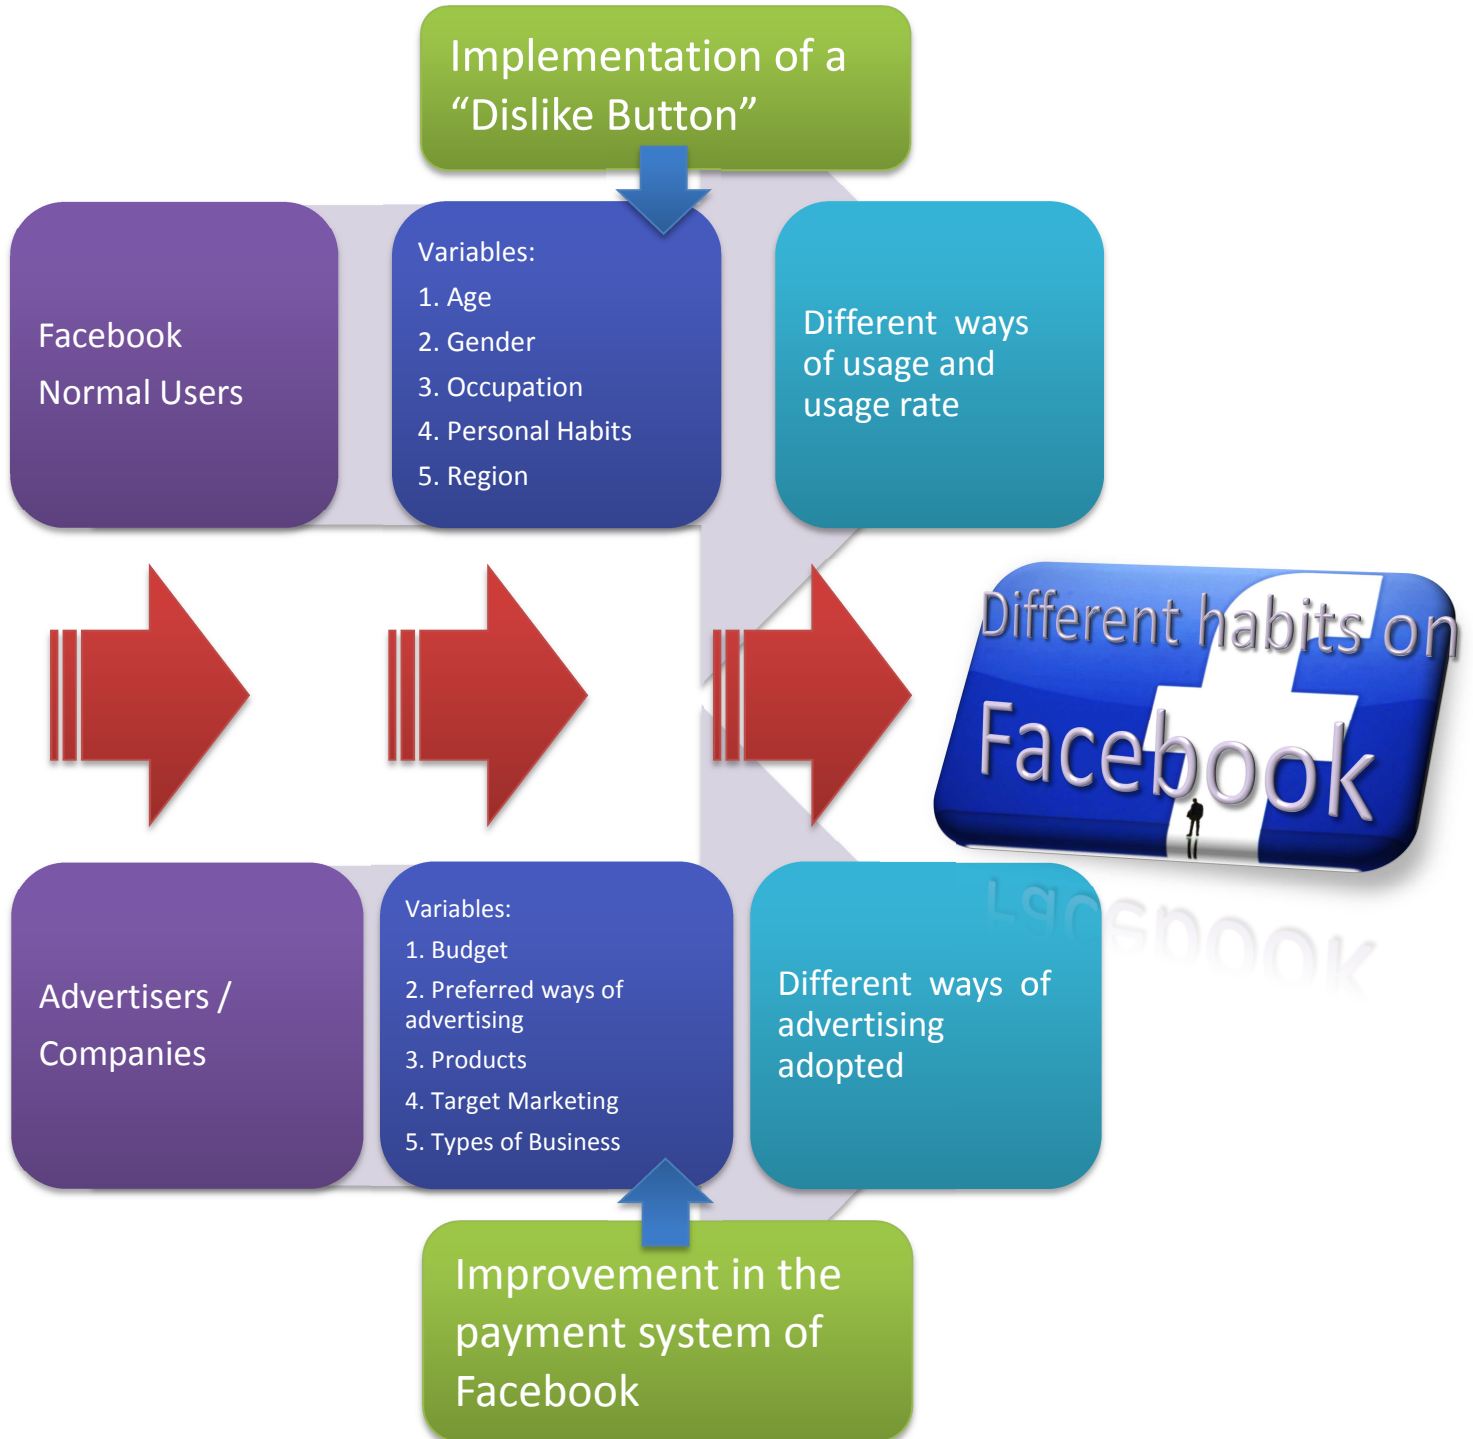 Implementation of a
“Dislike Button”
Facebook
Normal Users
Variables:
1. Age
2. Gender
3. Occupation
4. Personal Habits
5. Region
Different ways
of usage and
usage rate
Different habits on
Facebook
Advertisers /
Companies
Variables:
1. Budget
2. Preferred ways of
advertising
3. Products
4. Target Marketing
5. Types of Business
Different ways of
advertising
adopted
Improvement in the
payment system of
Facebook